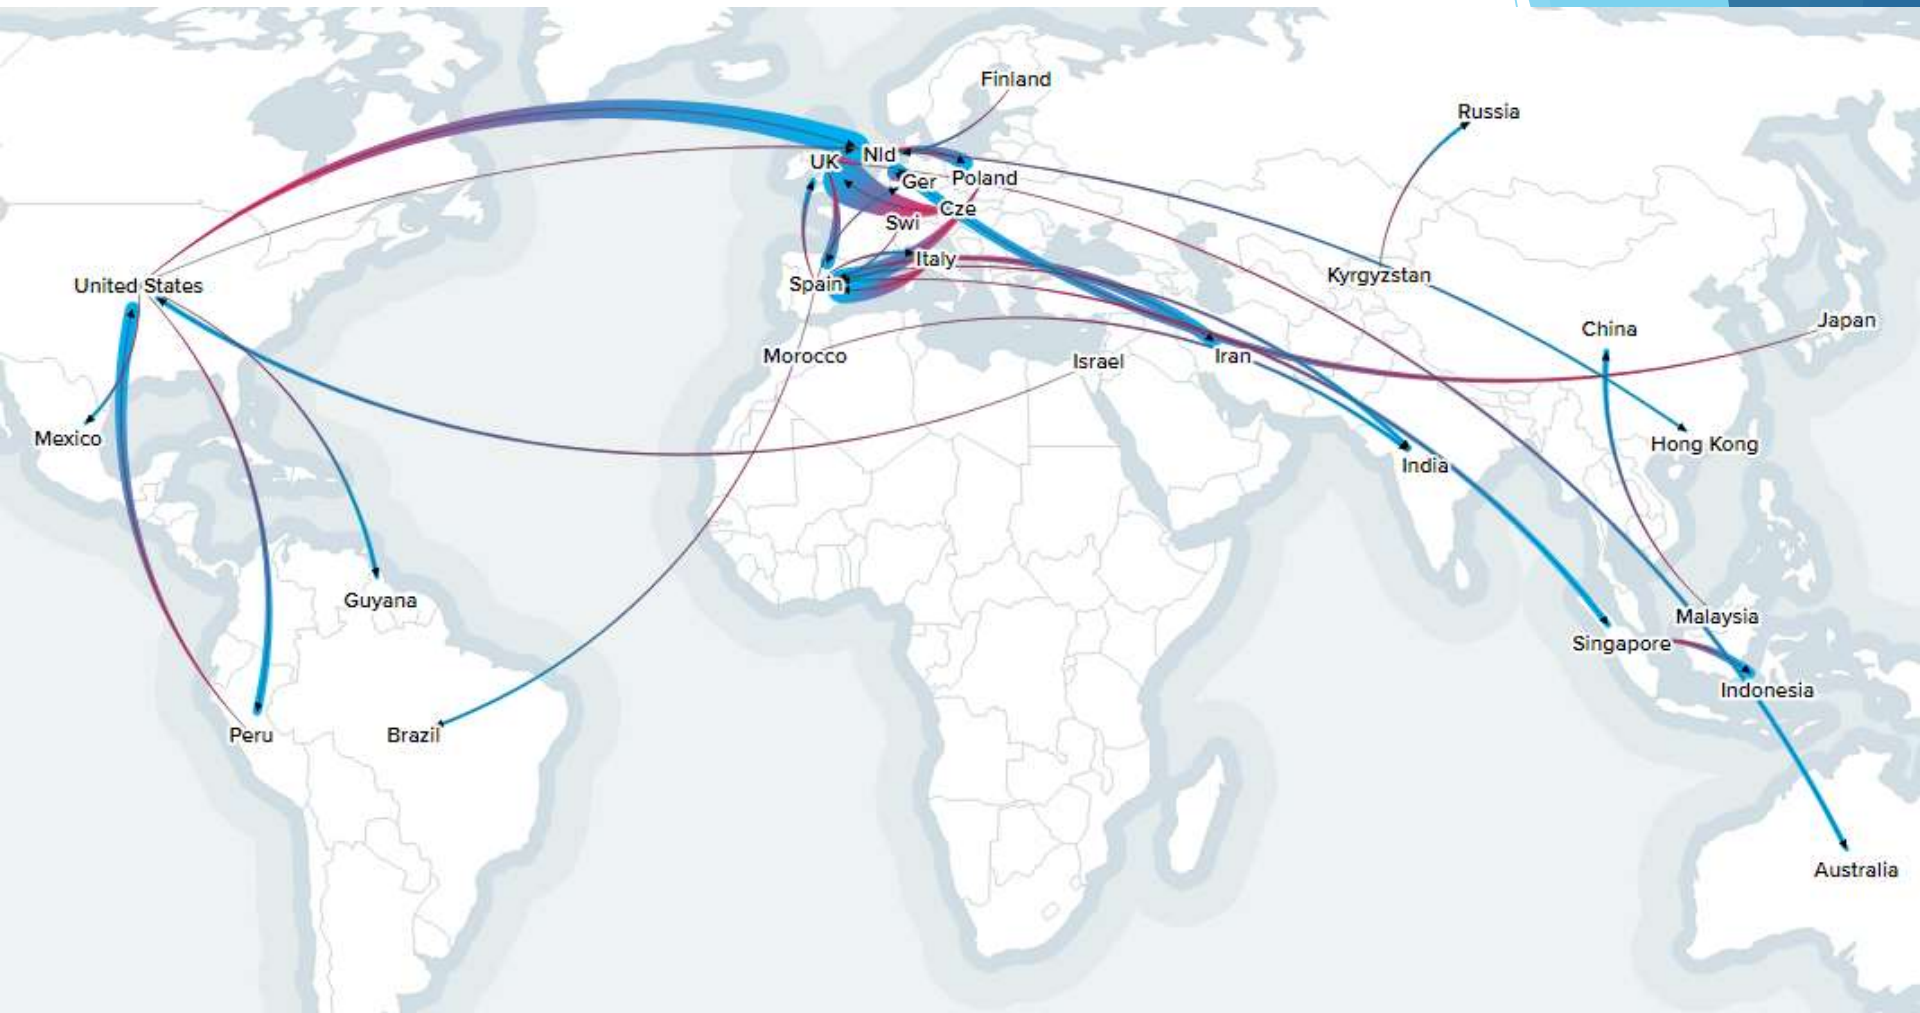 Finland
Russia
UK
Nld
Ger
Poland
Cze
Swi
Italy
Kyrgyzstan
United States
Spain
Japan
China
Morocco
Israel
Iran
Mexico
Hong Kong
India
Guyana
Malaysia
Singapore
Indonesia
Peru
Brazil
Australia